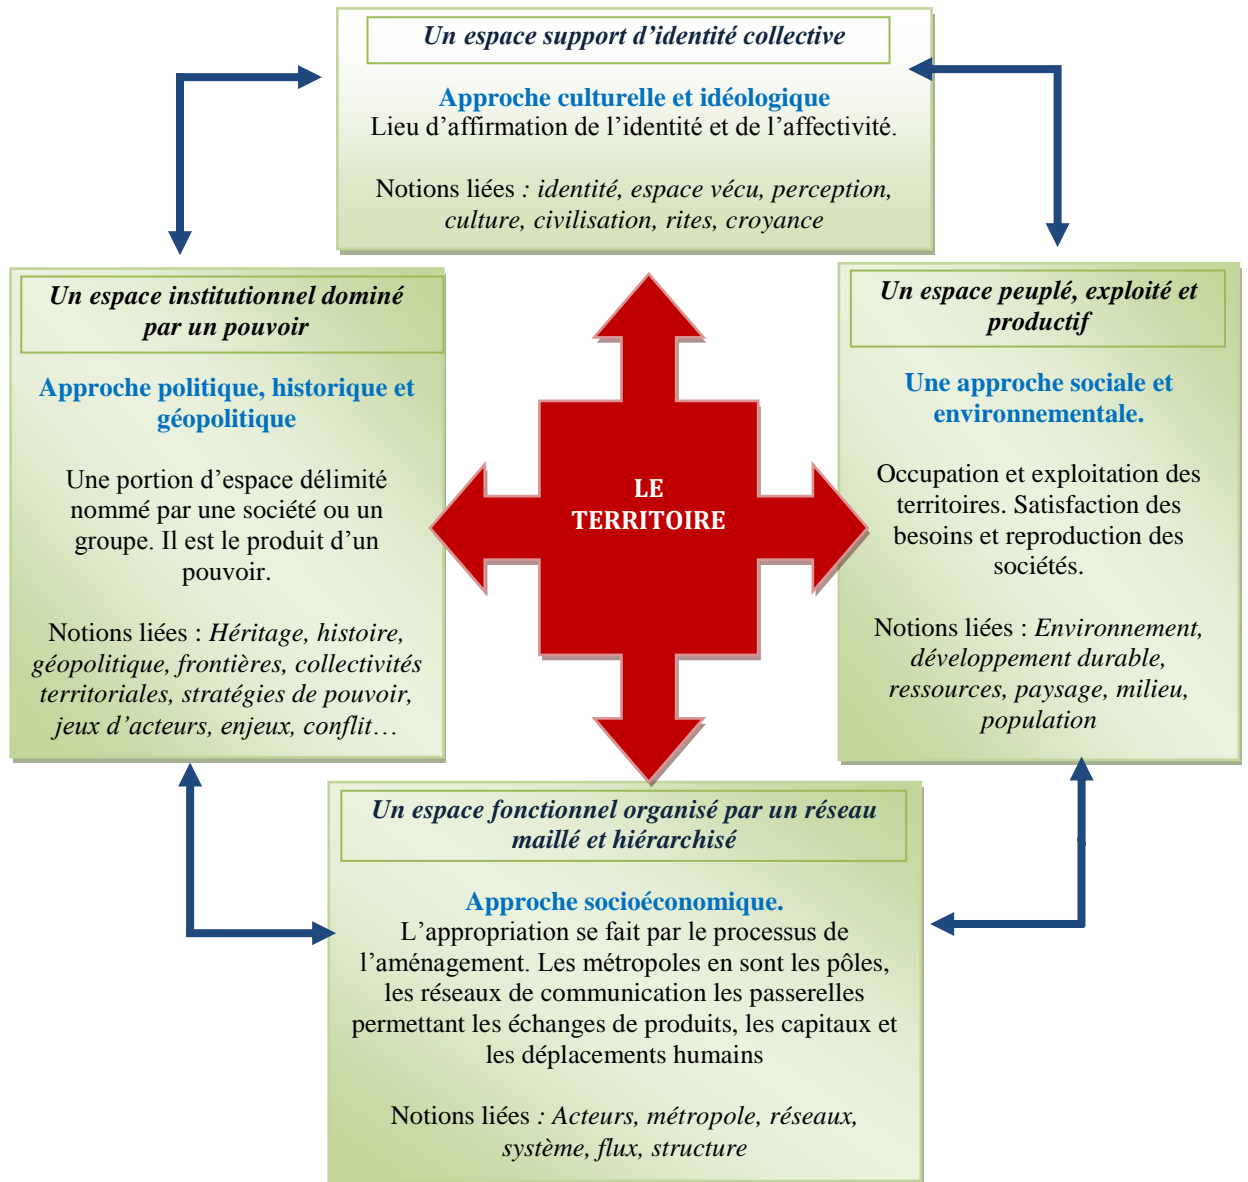 Un espace support d’identité collective
Approche culturelle et idéologique
Lieu d’affirmation de l’identité et de l’affectivité.
Notions liées : identité, espace vécu, perception,
culture, civilisation, rites, croyance
Un espace institutionnel dominé
par un pouvoir
Approche politique, historique et
géopolitique
Une portion d’espace délimité
nommé par une société ou un
groupe. Il est le produit d’un
pouvoir.
Notions liées : Héritage, histoire,
géopolitique, frontières, collectivités
territoriales, stratégies de pouvoir,
jeux d’acteurs, enjeux, conflit…
LE
TERRITOIRE
Un espace peuplé, exploité et
productif
Une approche sociale et
environnementale.
Occupation et exploitation des
territoires. Satisfaction des
besoins et reproduction des
sociétés.
Notions liées : Environnement,
développement durable,
ressources, paysage, milieu,
population
Un espace fonctionnel organisé par un réseau
maillé et hiérarchisé
Approche socioéconomique.
L’appropriation se fait par le processus de
l’aménagement. Les métropoles en sont les pôles,
les réseaux de communication les passerelles
permettant les échanges de produits, les capitaux et
les déplacements humains
Notions liées : Acteurs, métropole, réseaux,
système, flux, structure